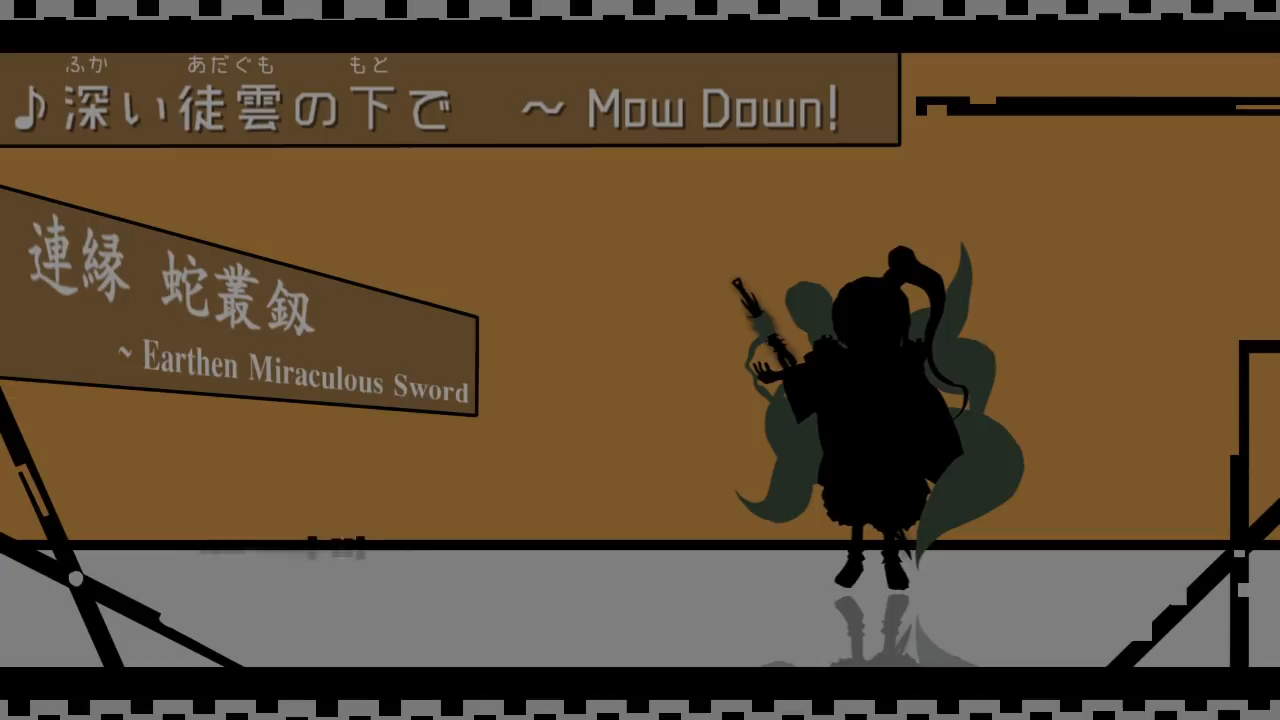 ふか あだぐも もと
♪深い徒雲の下で ～ Mow Down!
連縁 蛇叢釼
~ Earthen Miraculous Sword